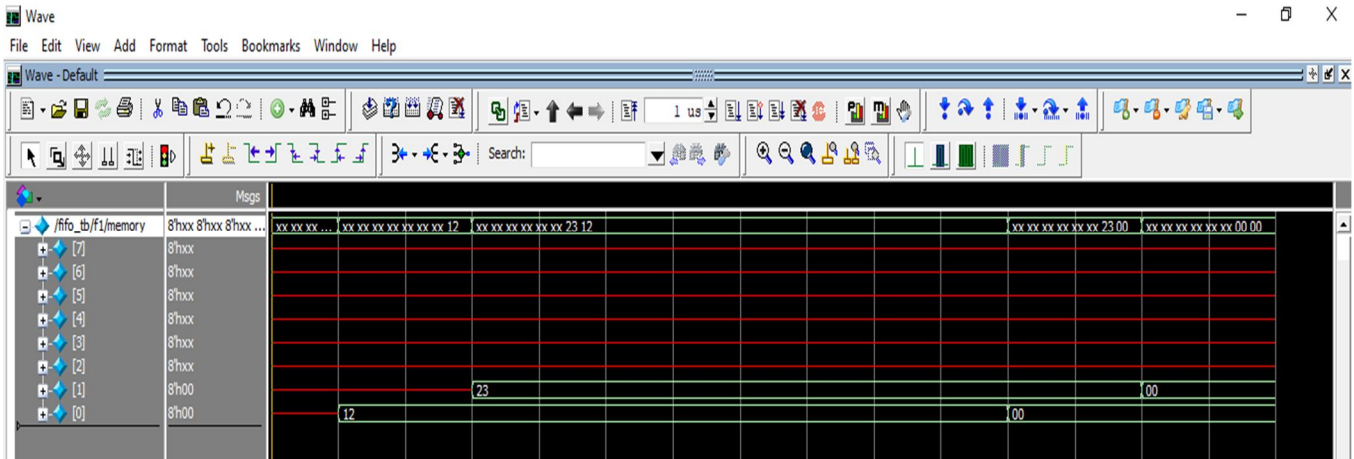 Wave
File Edit View Add Format Tools Bookmarks Window Help
Wave - Default
1 us
Search:
Msgs
/fifo_tb/f1/memory 8'hxx 8'hxx 8'hxx ... xx xx xx ... xx xx xx xx xx xx xx 12 xx xx xx xx xx xx 23 12 xx xx xx xx xx xx 23 00 xx xx xx xx xx xx 00 00
[7] 8'hxx
[6] 8'hxx
[5] 8'hxx
[4] 8'hxx
[3] 8'hxx
[2] 8'hxx
[1] 8'h00 23 00
[0] 8'h00 12 00